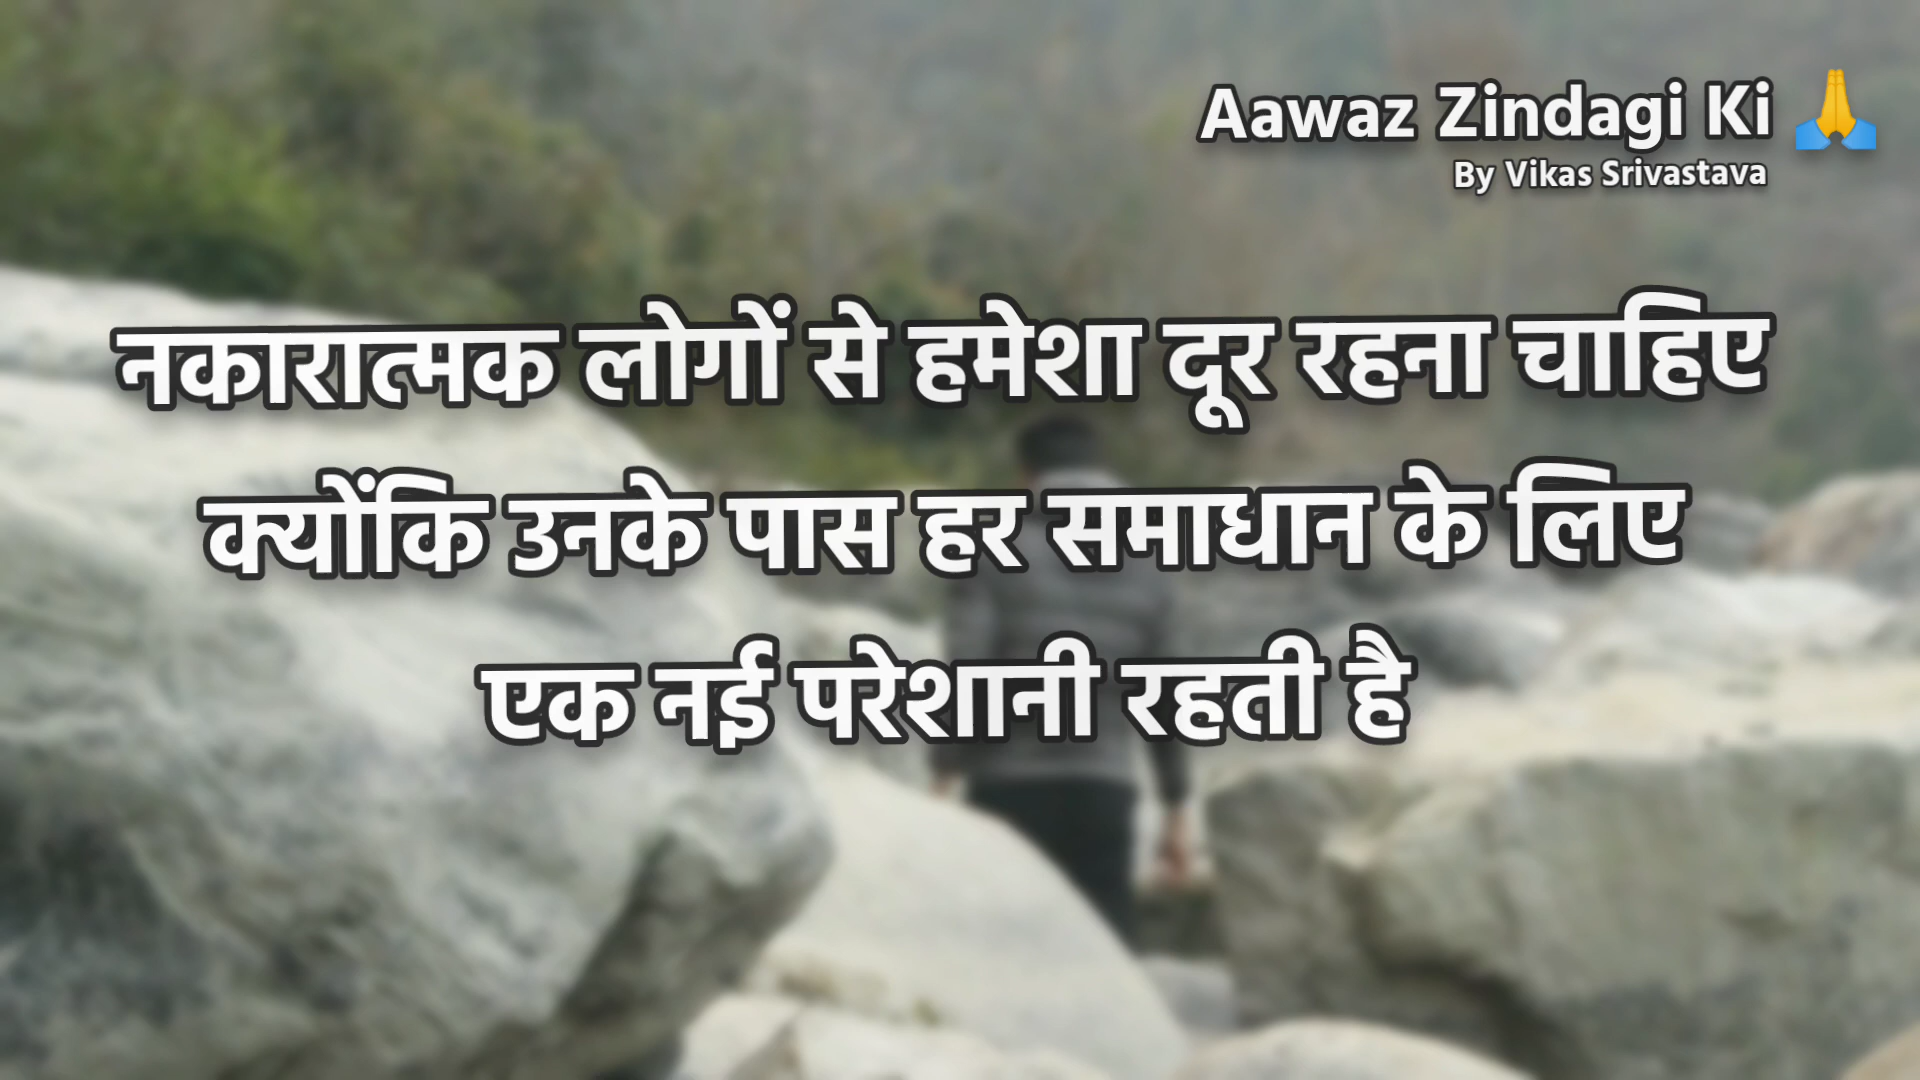 Aawaz Zindagi Ki 🙏
By Vikas Srivastava
नकारात्मक लोगों से हमेशा दूर रहना चाहिए
क्योंकि उनके पास हर समाधान के लिए
एक नई परेशानी रहती है